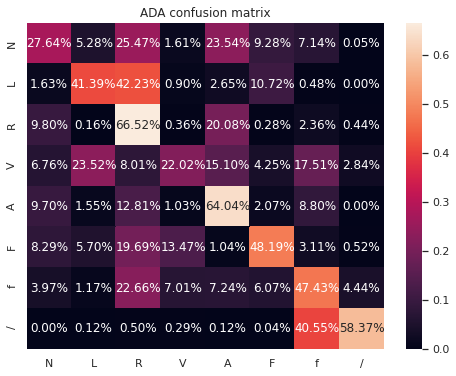 ADA confusion matrix
N 27.64% 5.28% 25.47% 1.61% 23.54% 9.28% 7.14% 0.05%
L 1.63% 41.39% 42.23% 0.90% 2.65% 10.72% 0.48% 0.00%
R 9.80% 0.16% 66.52% 0.36% 20.08% 0.28% 2.36% 0.44%
V 6.76% 23.52% 8.01% 22.02% 15.10% 4.25% 17.51% 2.84%
A 9.70% 1.55% 12.81% 1.03% 64.04% 2.07% 8.80% 0.00%
F 8.29% 5.70% 19.69% 13.47% 1.04% 48.19% 3.11% 0.52%
f 3.97% 1.17% 22.66% 7.01% 7.24% 6.07% 47.43% 4.44%
/ 0.00% 0.12% 0.50% 0.29% 0.12% 0.04% 40.55% 58.37%
N L R V A F f /
0.6
0.5
0.4
0.3
0.2
0.1
0.0